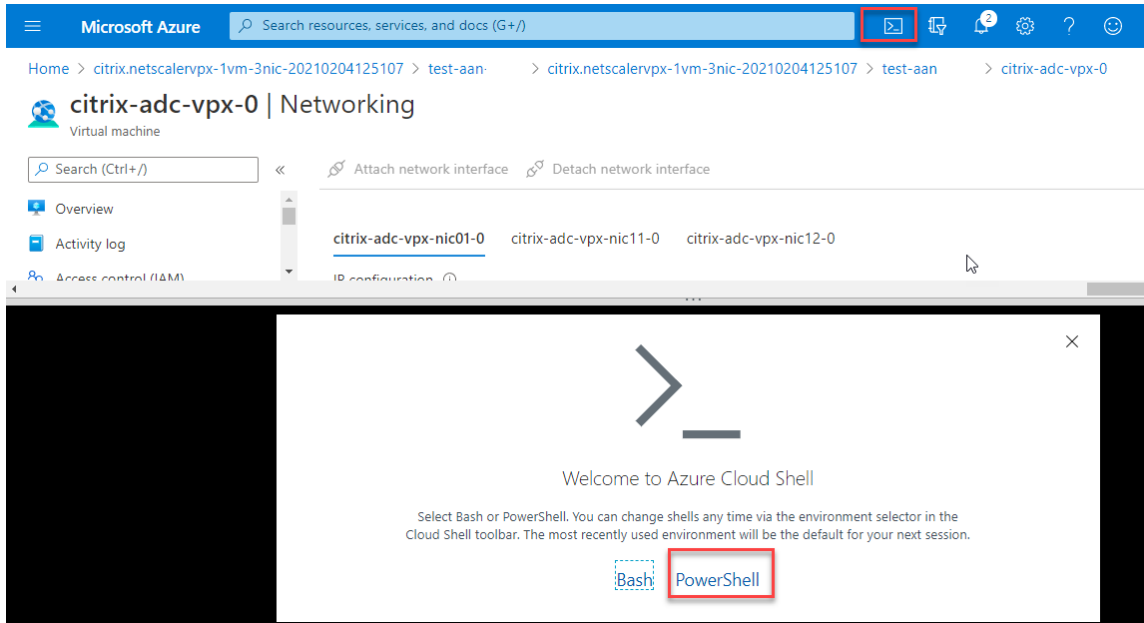 Microsoft Azure
Search resources, services, and docs (G+/)
2
Home > citrix.netscalervpx-1vm-3nic-20210204125107 > test-aan- > citrix.netscalervpx-1vm-3nic-20210204125107 > test-aan > citrix-adc-vpx-0
citrix-adc-vpx-0 | Networking
Virtual machine
Search (Ctrl+/)
«
Attach network interface
Detach network interface
Overview
Activity log
Access control (IAM)
citrix-adc-vpx-nic01-0
citrix-adc-vpx-nic11-0
citrix-adc-vpx-nic12-0
IP configuration
Welcome to Azure Cloud Shell
Select Bash or PowerShell. You can change shells any time via the environment selector in the
Cloud Shell toolbar. The most recently used environment will be the default for your next session.
Bash
PowerShell